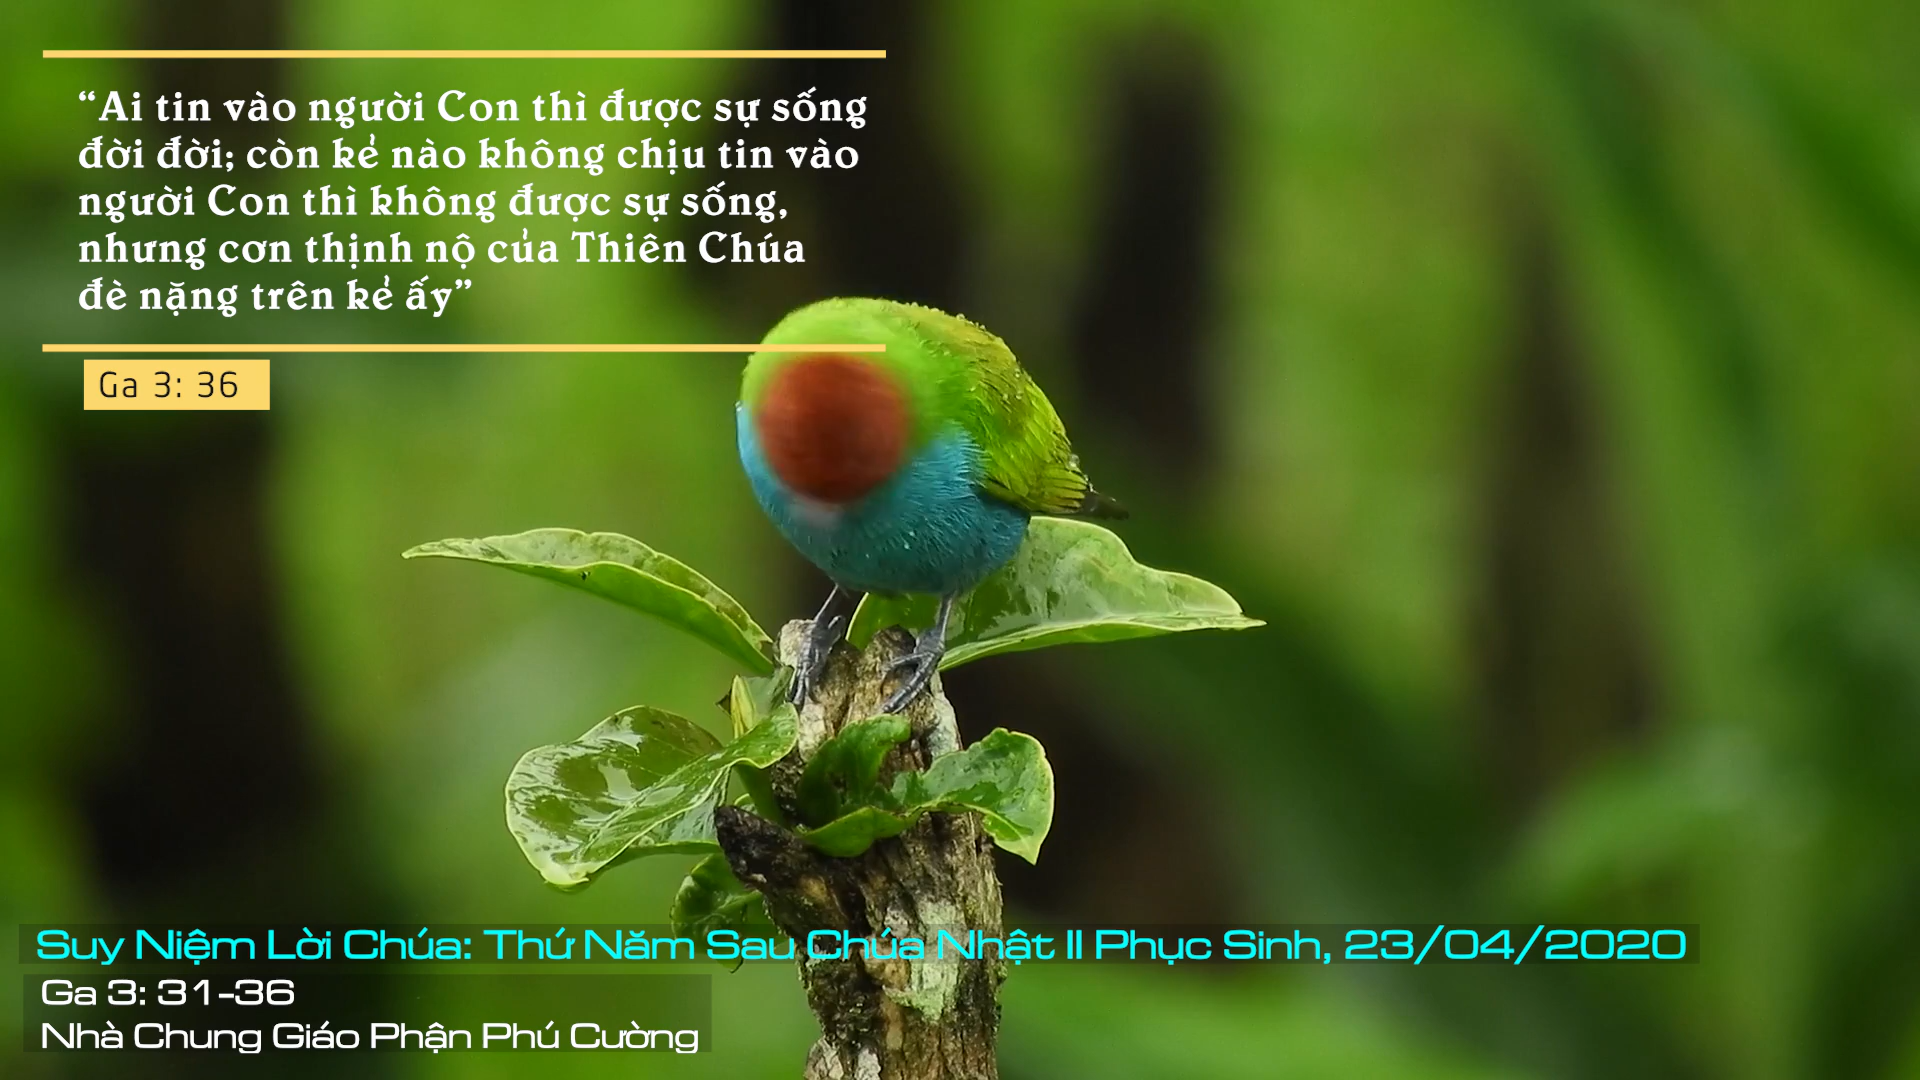 “Ai tin vào người Con thì được sự sống
đời đời; còn kẻ nào không chịu tin vào
người Con thì không được sự sống,
nhưng cơn thịnh nộ của Thiên Chúa
đè nặng trên kẻ ấy”
Ga 3: 36
Suy Niệm Lời Chúa: Thứ Năm Sau Chúa Nhật II Phục Sinh, 23/04/2020
Ga 3: 31-36
Nhà Chung Giáo Phận Phú Cường